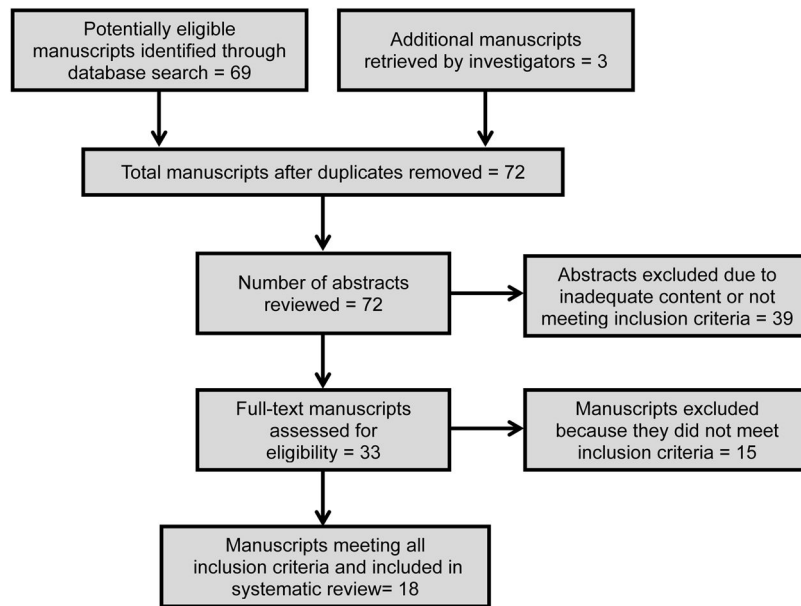 Potentially eligible
manuscripts identified through
database search = 69
Additional manuscripts
retrieved by investigators = 3
Total manuscripts after duplicates removed = 72
Number of abstracts
reviewed = 72
Abstracts excluded due to
inadequate content or not
meeting inclusion criteria = 39
Full-text manuscripts
assessed for
eligibility = 33
Manuscripts excluded
because they did not meet
inclusion criteria = 15
Manuscripts meeting all
inclusion criteria and included in
systematic review= 18